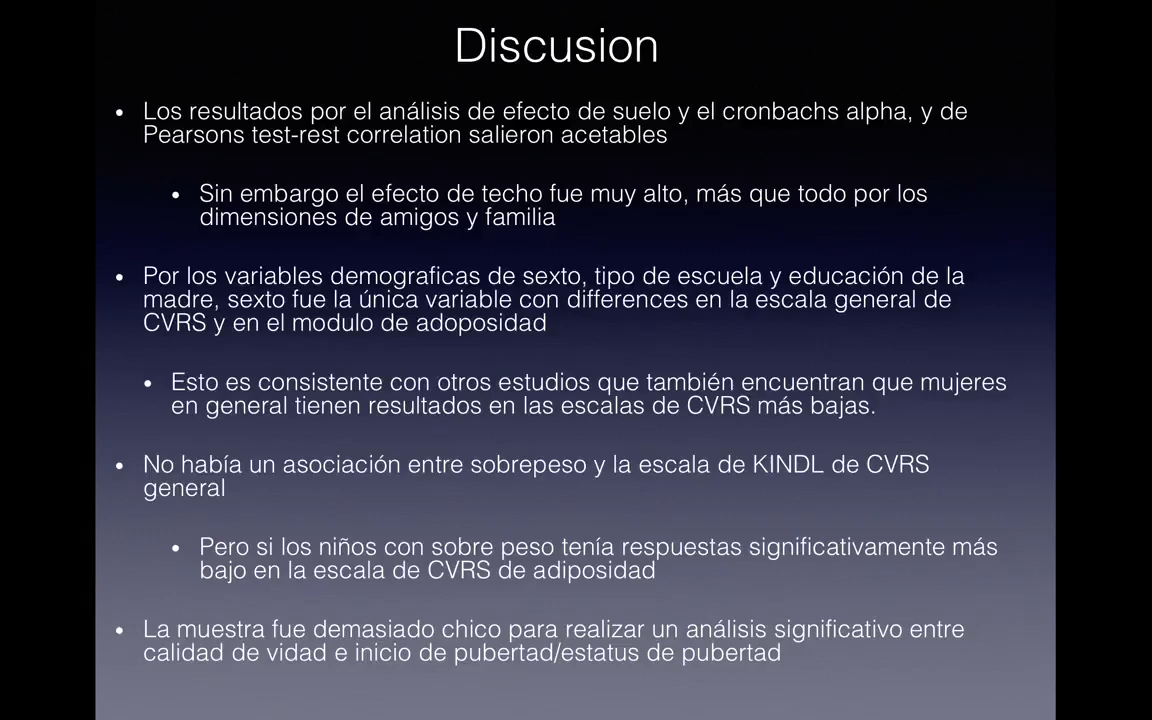 Discusion
• Los resultados por el análisis de efecto de suelo y el cronbachs alpha, y de
Pearsons test-rest correlation salieron acetables
• Sin embargo el efecto de techo fue muy alto, más que todo por los
dimensiones de amigos y familia
• Por los variables demograficas de sexto, tipo de escuela y educación de la
madre, sexto fue la única variable con differences en la escala general de
CVRS y en el modulo de adoposidad
• Esto es consistente con otros estudios que también encuentran que mujeres
en general tienen resultados en las escalas de CVRS más bajas.
• No había un asociación entre sobrepeso y la escala de KINDL de CVRS
general
• Pero si los niños con sobre peso tenía respuestas significativamente más
bajo en la escala de CVRS de adiposidad
• La muestra fue demasiado chico para realizar un análisis significativo entre
calidad de vidad e inicio de pubertad/estatus de pubertad